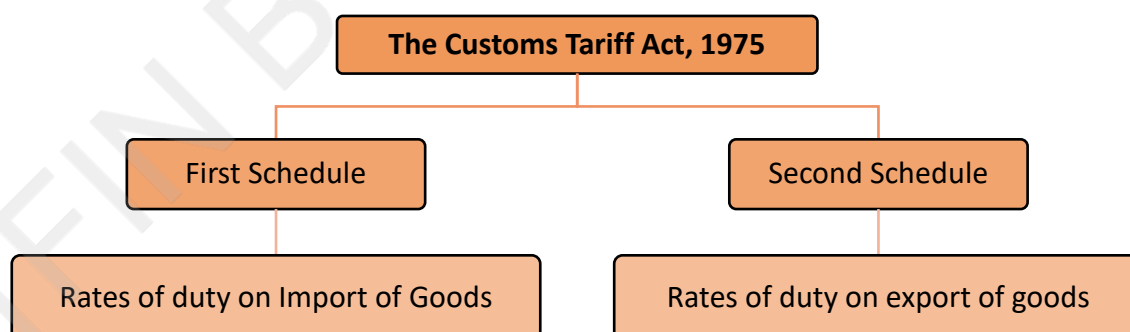 The Customs Tariff Act, 1975
First Schedule
Second Schedule
Rates of duty on Import of Goods
Rates of duty on export of goods